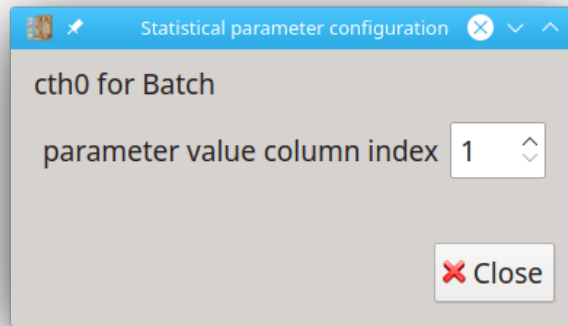 Statistical parameter configuration
cth0 for Batch
parameter value column index 1
Close